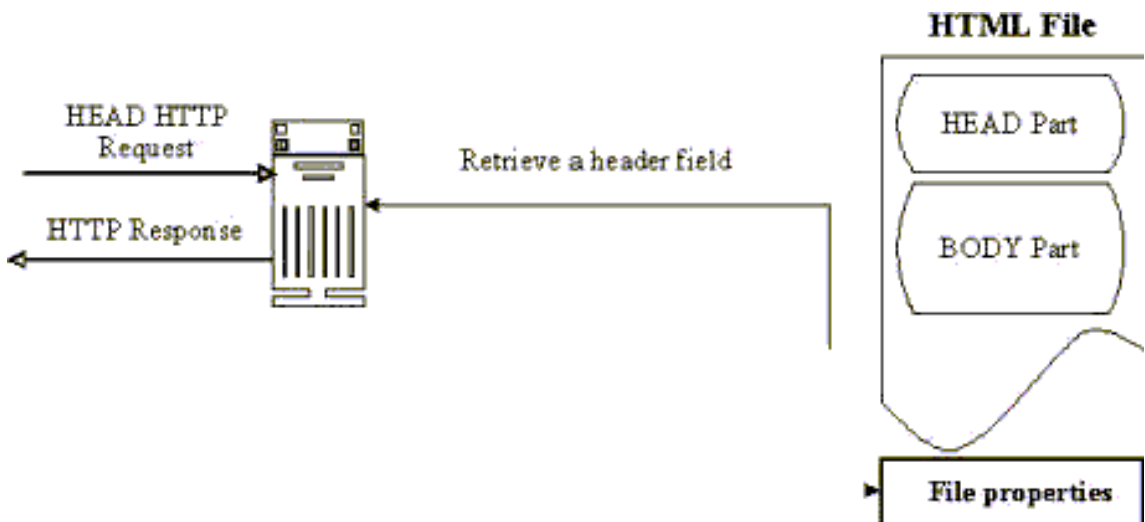 HTML File
HEAD HTTP
Request
HEAD Part
Retrieve a header field
HTTP Response
BODY Part
File properties